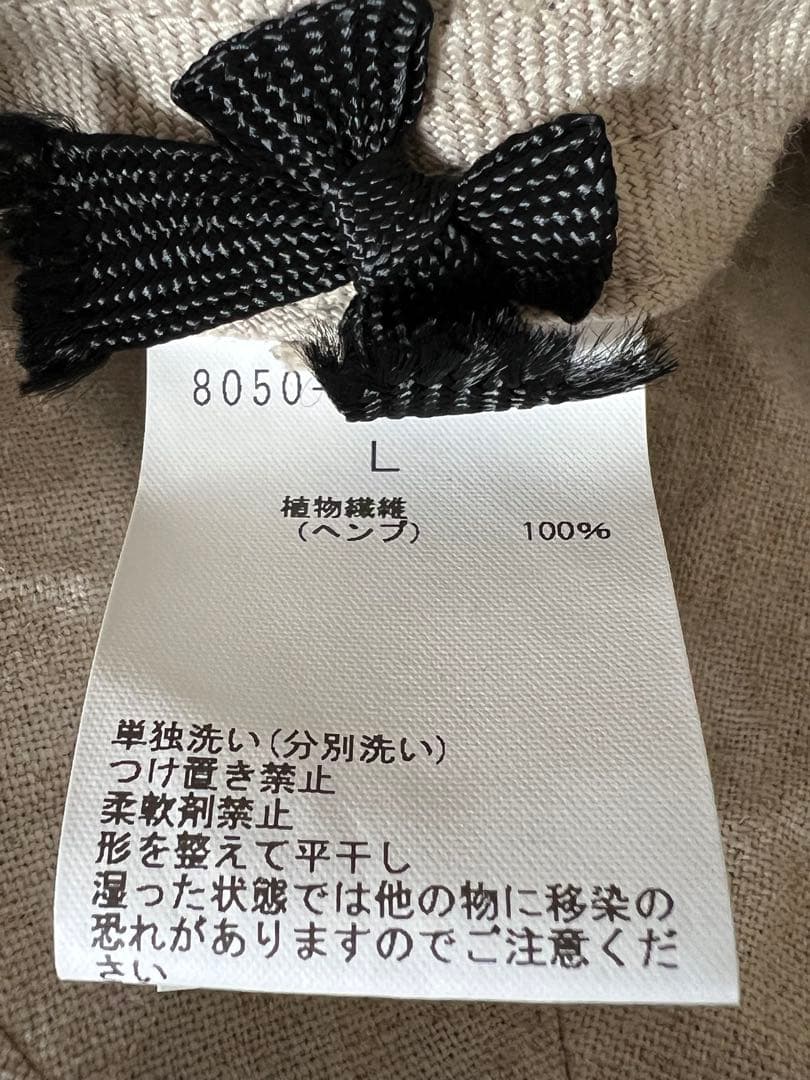 8050-
L
植物繊維
(ヘンプ) 100%
単独洗い(分別洗い)
つけ置き禁止
柔軟剤禁止
形を整えて平干し
湿った状態では他の物に移染の
恐れがありますのでご注意くだ
さい